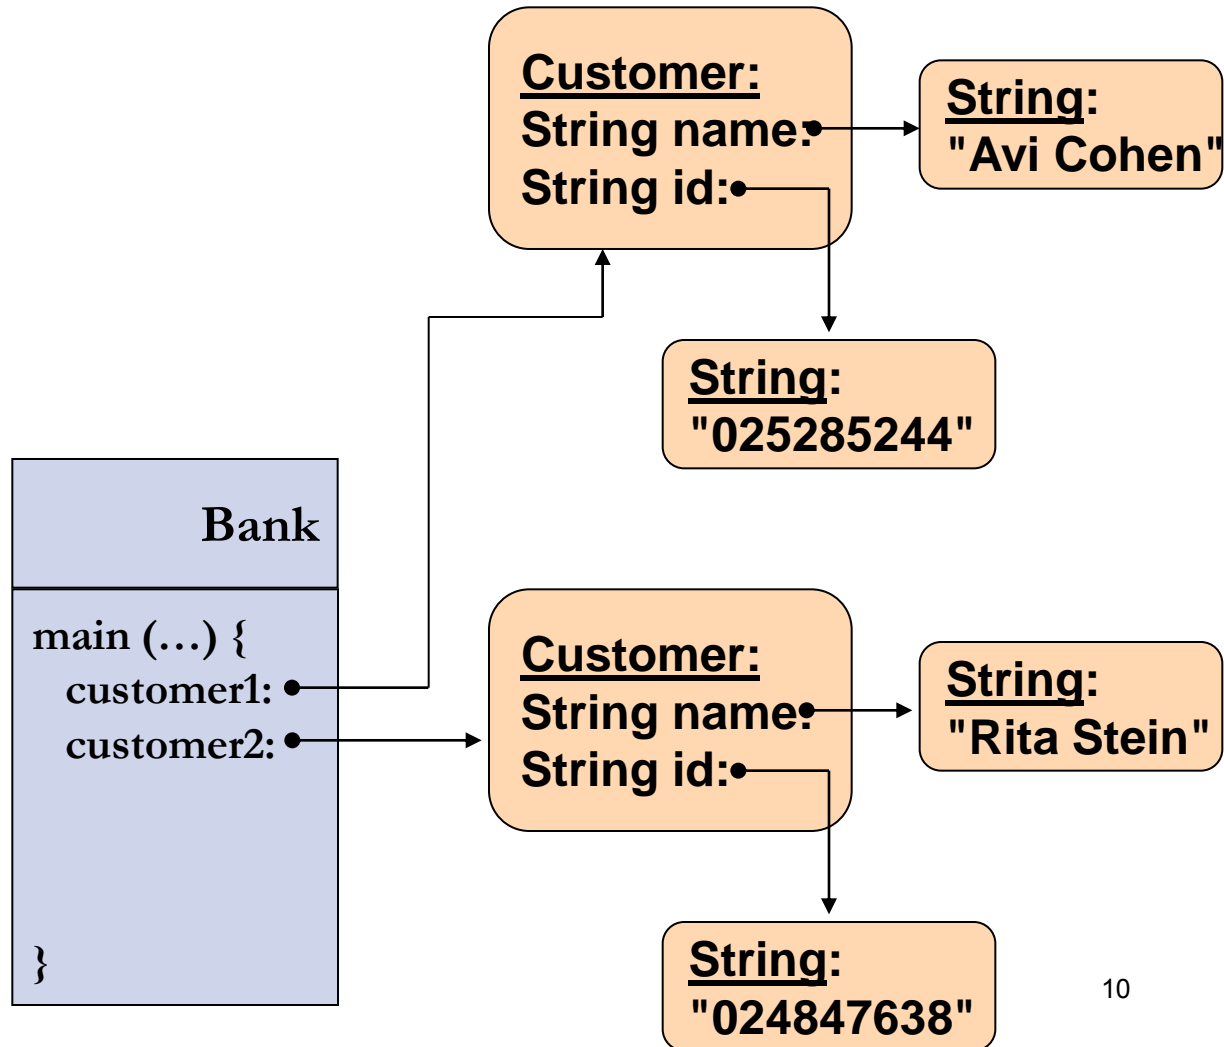 Customer:
String name:
String id:
String:
"Avi Cohen"
String:
"025285244"
Bank
main (…) {
customer1:
customer2:
}
Customer:
String name:
String id:
String:
"Rita Stein"
String:
"024847638"
10